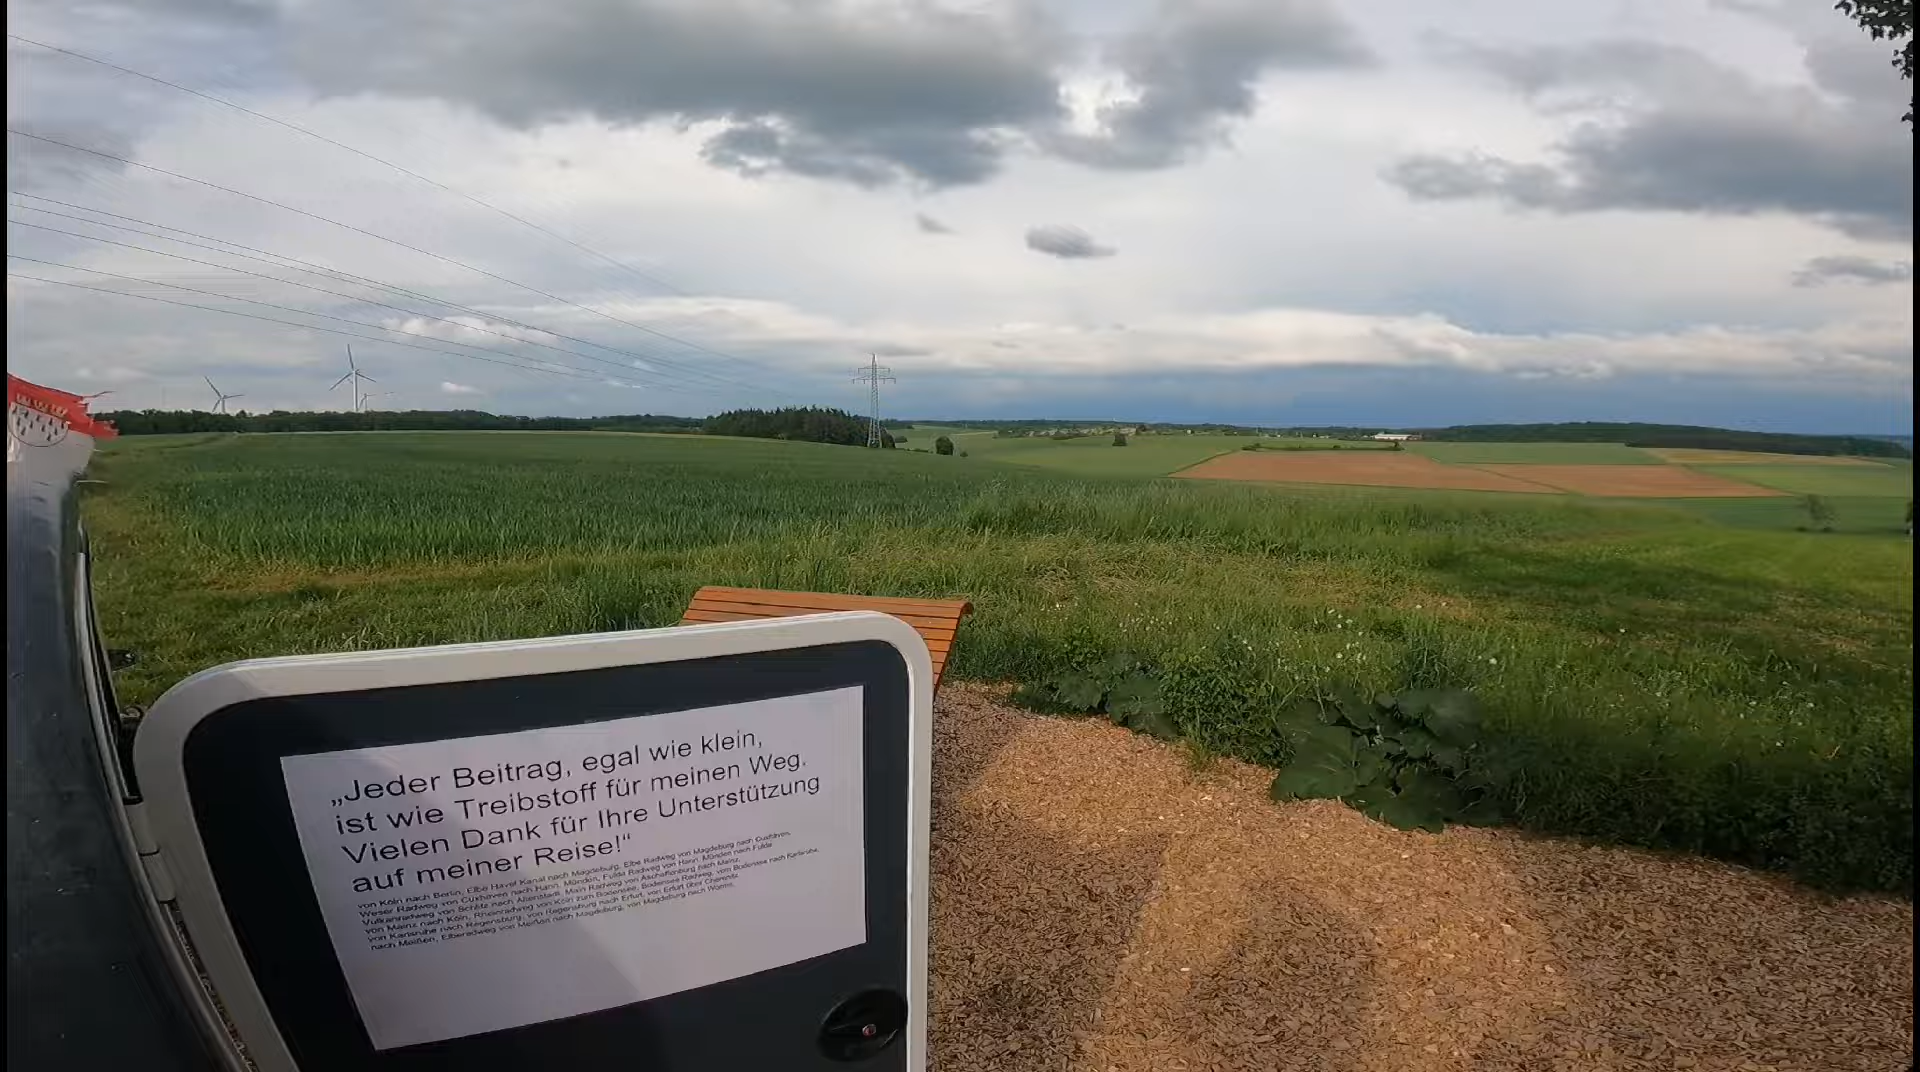 „Jeder Beitrag, egal wie klein,
ist wie Treibstoff für meinen Weg.
Vielen Dank für Ihre Unterstützung
auf meiner Reise!“
von Köln nach Berlin, Elbe Havel Kanal nach Magdeburg, Elbe Radweg von Magdeburg nach Cuxhaven,
Weser Radweg von Cuxhaven nach Hann. Münden, Fulda Radweg von Hann. Münden nach Fulda
Vulkanradweg von Schlitz nach Altenstadt, Main Radweg von Aschaffenburg nach Mainz,
von Mainz nach Köln, Rheinradweg von Köln zum Bodensee, Bodensee Radweg, von Bodensee nach Karlsruhe,
von Karlsruhe nach Regensburg, von Regensburg nach Erfurt, von Erfurt über Chemnitz
nach Meißen, Elberadweg von Meißen nach Magdeburg, von Magdeburg nach Worms,